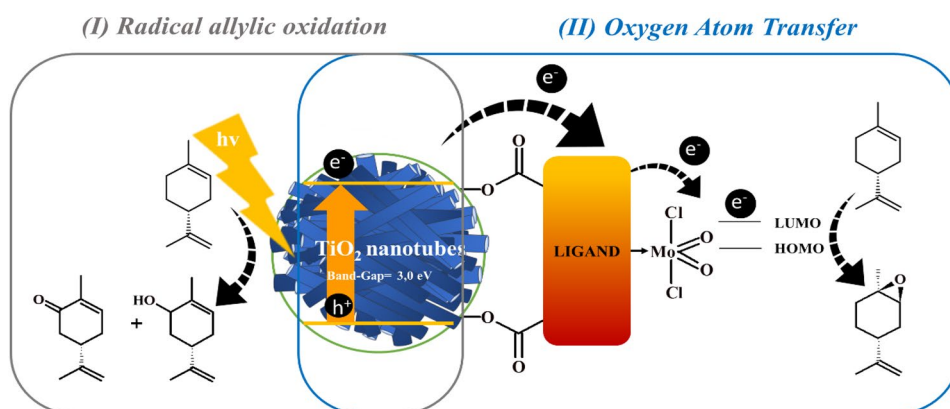 (I) Radical allylic oxidation
(II) Oxygen Atom Transfer
hv
e⁻
e⁻
e⁻
e⁻
TiO₂ nanotubes
Band-Gap= 3,0 eV
h⁺
O
O
O
O
LIGAND
Cl
Mo
O
O
Cl
LUMO
HOMO
O
+
HO
O